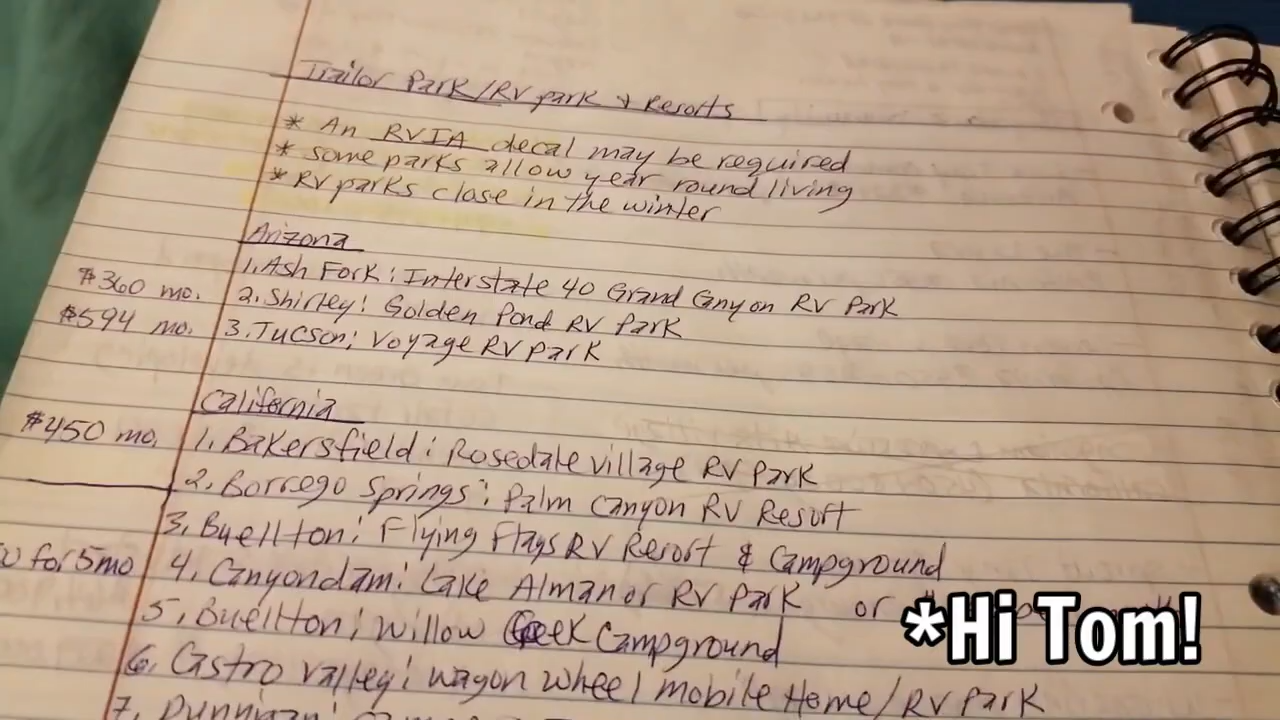 Trailor Park/RV park & Resorts
* An RVIA decal may be required
* some parks allow year round living
* RV parks close in the winter
Arizona
1. Ash Fork: Interstate 40 Grand Canyon RV Park
$360 mo. 2. Shirley: Golden Pond RV Park
$594 mo. 3. Tucson: Voyage RV Park
California
$450 mo. 1. Bakersfield: Rosedale Village RV Park
2. Borrego Springs: Palm Canyon RV Resort
3. Buellton: Flying Flags RV Resort & Campground
for 5mo 4. Canyondam: Lake Almanor RV Park or
5. Buellton: Willow Creek Campground
6. Castro Valley: Wagon Wheel Mobile Home/RV Park
7.
*Hi Tom!